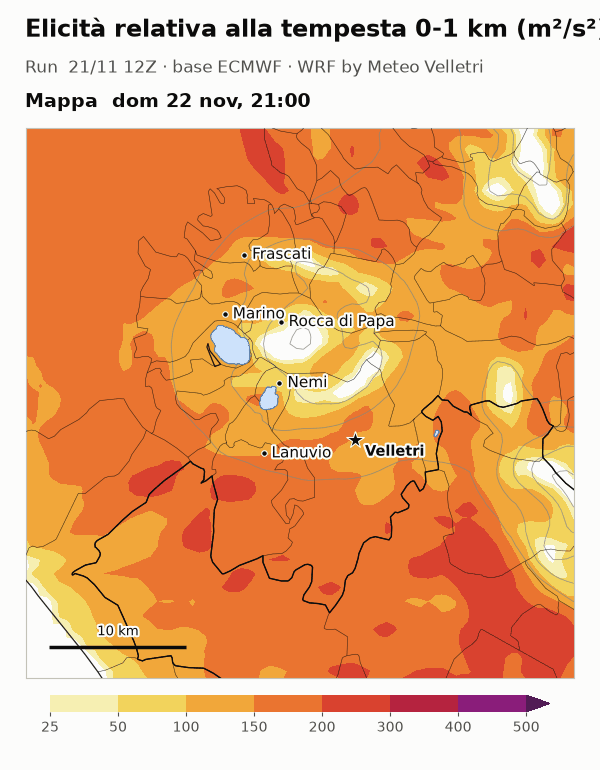 Elicità relativa alla tempesta 0-1 km (m²/s²)
Run 21/11 12Z · base ECMWF · WRF by Meteo Velletri
Mappa dom 22 nov, 21:00
Frascati
Marino
Rocca di Papa
Nemi
Velletri
Lanuvio
10 km
25 50 100 150 200 300 400 500